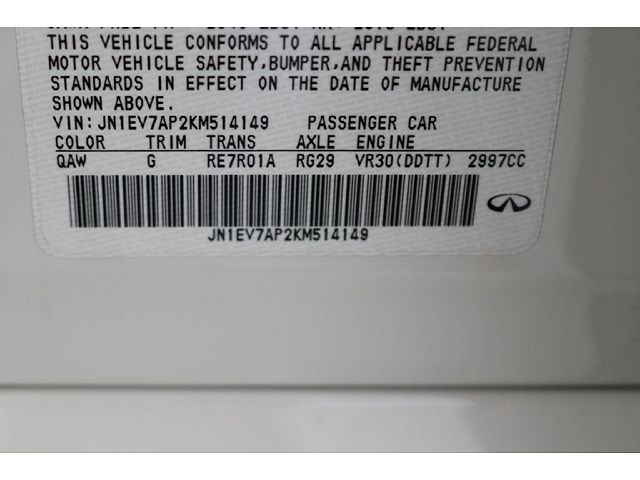 THIS VEHICLE CONFORMS TO ALL APPLICABLE FEDERAL
MOTOR VEHICLE SAFETY, BUMPER, AND THEFT PREVENTION
STANDARDS IN EFFECT ON THE DATE OF MANUFACTURE
SHOWN ABOVE.
VIN: JN1EV7AP2KM514149 PASSENGER CAR
COLOR TRIM TRANS AXLE ENGINE
QAW G RE7R01A RG29 VR30(DDTT) 2997CC
JN1EV7AP2KM514149